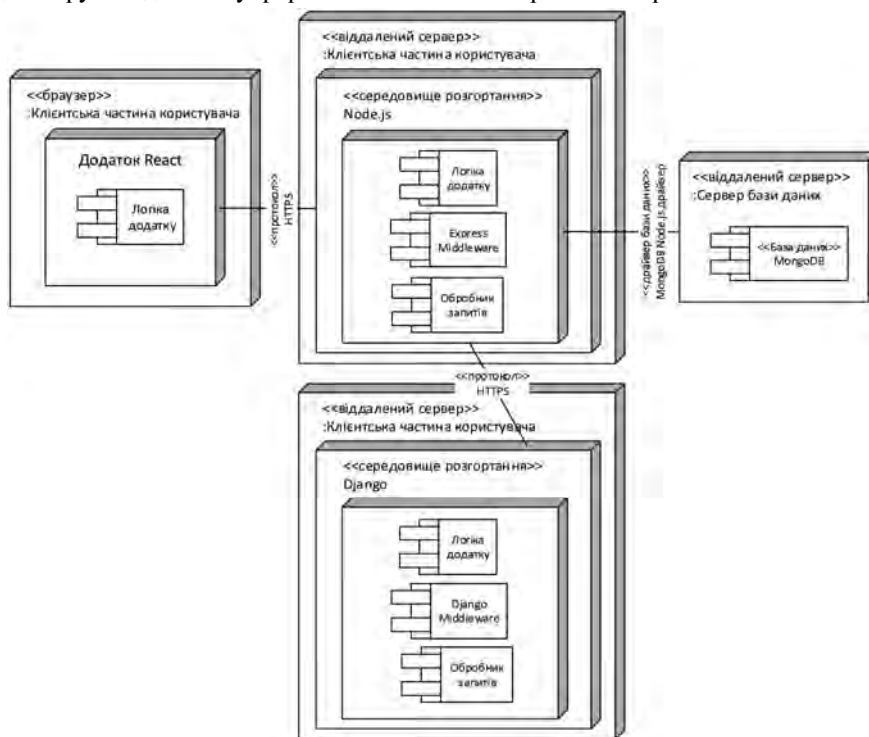 <<браузер>>
:Клієнтська частина користувача
Додаток React
Логіка
додатку
<<протокол>>
HTTPS
<<віддалений сервер>>
:Клієнтська частина користувача
<<середовище розгортання>>
Node.js
Логіка
додатку
Express
Middleware
Обробник
запитів
<<драйвер бази даних>>
MongoDB Node.js драйвер
<<віддалений сервер>>
:Сервер бази даних
<<База даних>>
MongoDB
<<протокол>>
HTTPS
<<віддалений сервер>>
:Клієнтська частина користувача
<<середовище розгортання>>
Django
Логіка
додатку
Django
Middleware
Обробник
запитів